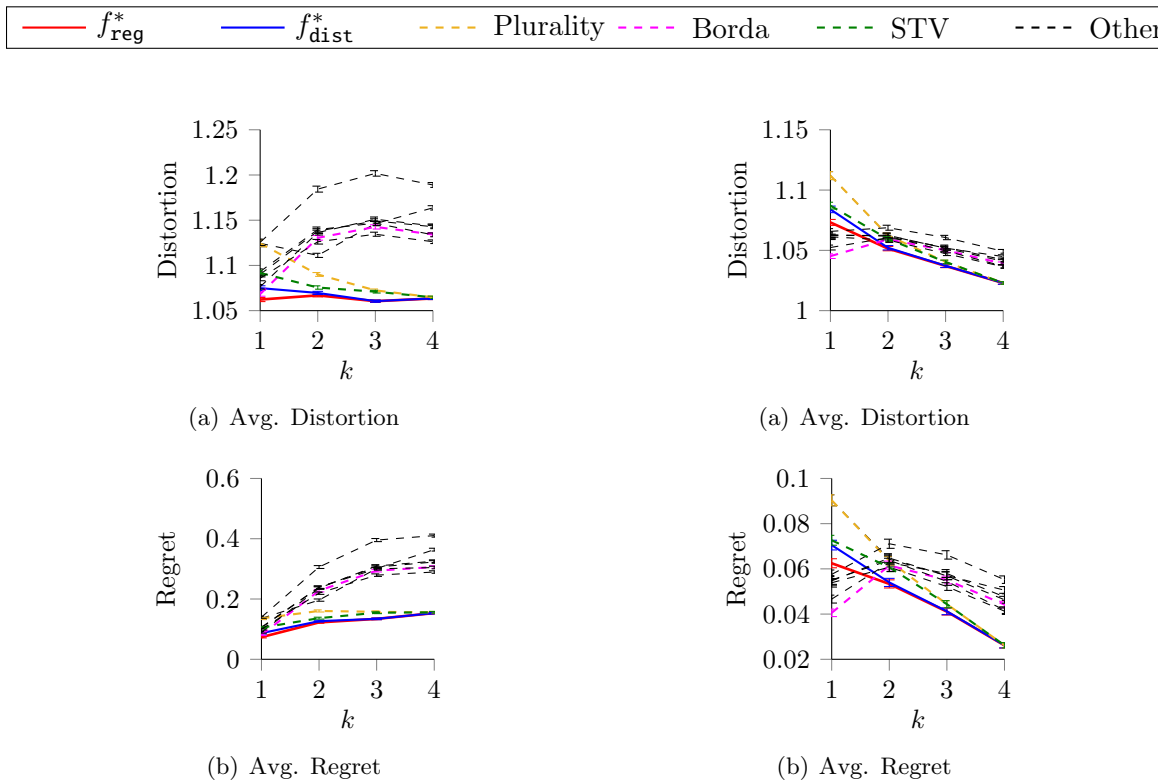 f*reg f*dist Plurality Borda STV Other
1.25
1.2
1.15
1.1
1.05
Distortion
1 2 3 4
k
(a) Avg. Distortion
1.15
1.1
1.05
1
Distortion
1 2 3 4
k
(a) Avg. Distortion
0.6
0.4
0.2
0
Regret
1 2 3 4
k
(b) Avg. Regret
0.1
0.08
0.06
0.04
0.02
Regret
1 2 3 4
k
(b) Avg. Regret